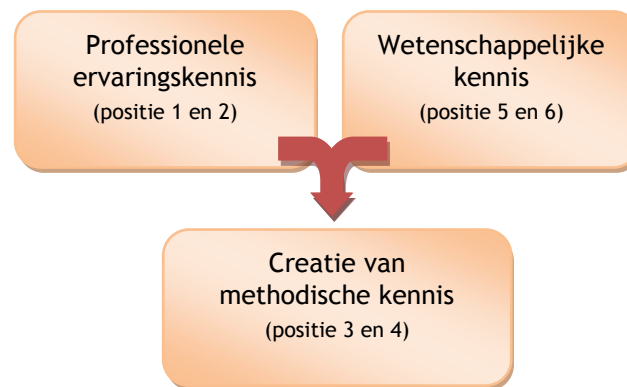 Professionele
ervaringskennis
(positie 1 en 2)
Wetenschappelijke
kennis
(positie 5 en 6)
Creatie van
methodische kennis
(positie 3 en 4)